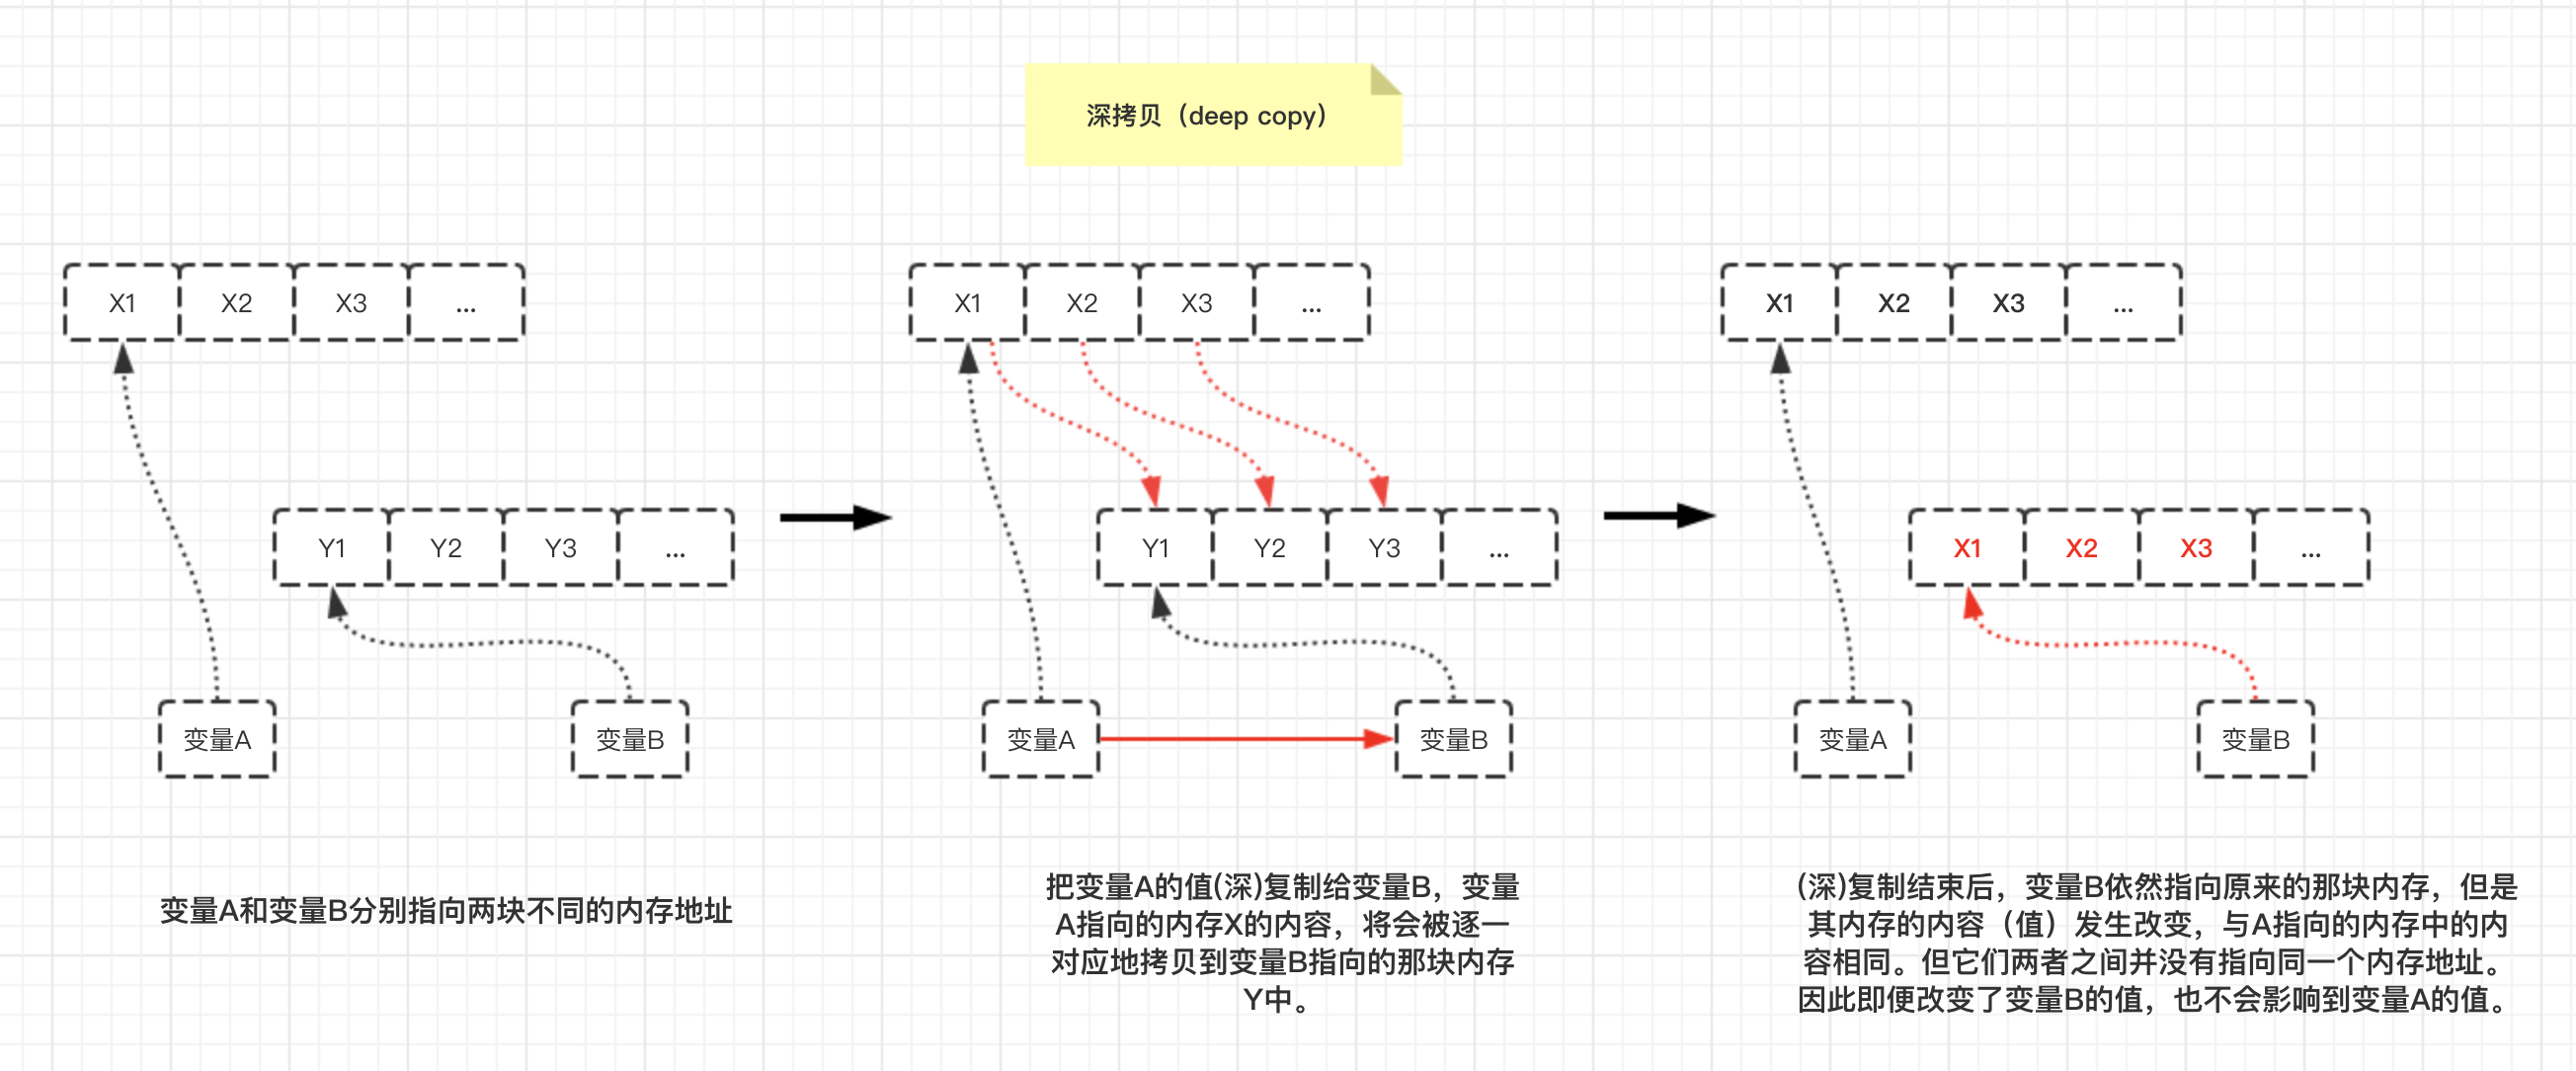 深拷贝（deep copy）
X1 X2 X3 ...
Y1 Y2 Y3 ...
变量A 变量B
变量A和变量B分别指向两块不同的内存地址
X1 X2 X3 ...
Y1 Y2 Y3 ...
变量A 变量B
把变量A的值(深)复制给变量B，变量
A指向的内存X的内容，将会被逐一
对应地拷贝到变量B指向的那块内存
Y中。
X1 X2 X3 ...
X1 X2 X3 ...
变量A 变量B
(深)复制结束后，变量B依然指向原来的那块内存，但是
其内存的内容（值）发生改变，与A指向的内存中的内
容相同。但它们两者之间并没有指向同一个内存地址。
因此即便改变了变量B的值，也不会影响到变量A的值。